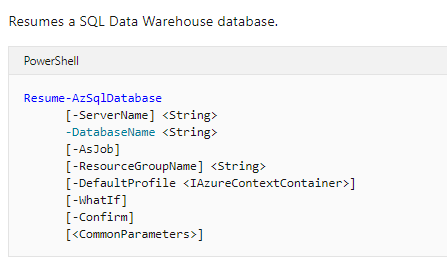 Resumes a SQL Data Warehouse database.
PowerShell
Resume-AzSqlDatabase
[-ServerName] <String>
-DatabaseName <String>
[-AsJob]
[-ResourceGroupName] <String>
[-DefaultProfile <IAzureContextContainer>]
[-WhatIf]
[-Confirm]
[<CommonParameters>]